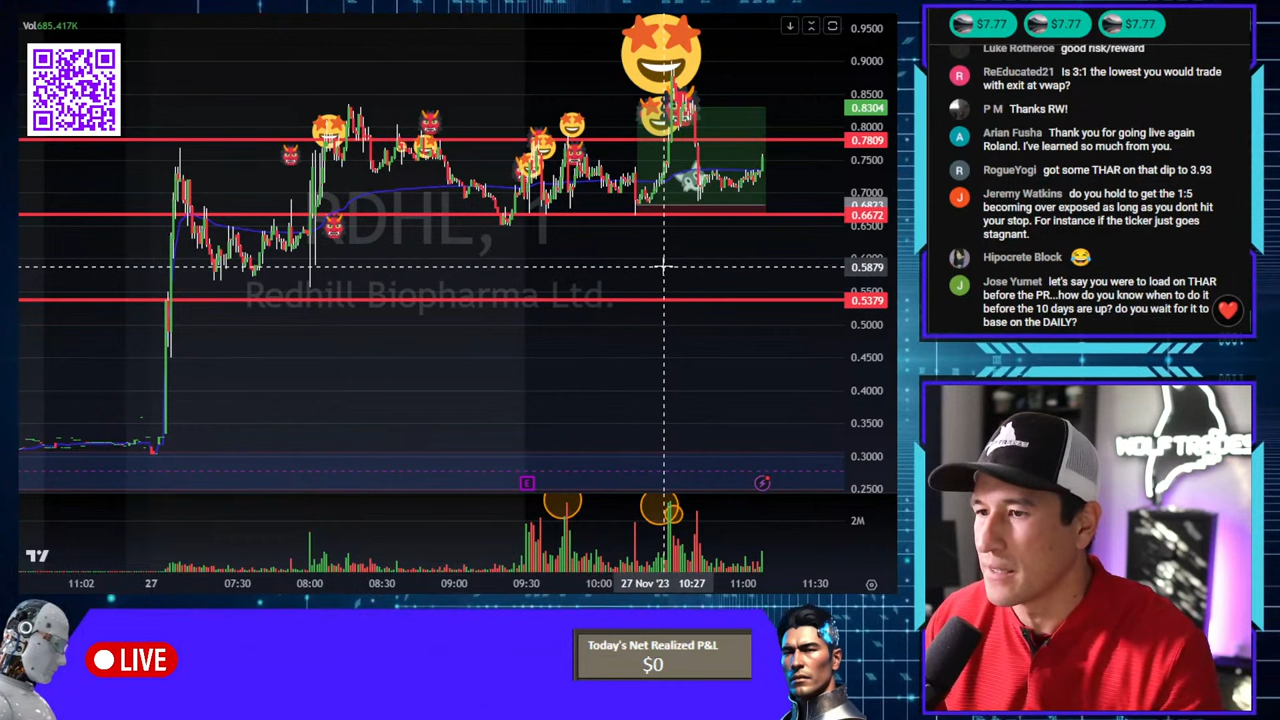 Vol685.417K
0.9500
0.9000
0.8500
0.8304
0.8000
0.7809
0.7500
0.7000
0.6823
0.6672
0.6500
0.5879
0.5500
0.5379
0.5000
0.4500
0.4000
0.3500
0.3000
0.2500
2M
RDHL, 1
Redhill Biopharma Ltd.
E
11:02
27
07:30
08:00
08:30
09:00
09:30
10:00
27 Nov '23 10:27
11:00
11:30
$7.77
$7.77
$7.77
Luke Rotheroe good risk/reward
R
ReEducated21 Is 3:1 the lowest you would trade
with exit at vwap?
P M Thanks RW!
A
Arian Fusha Thank you for going live again
Roland. I've learned so much from you.
R
RogueYogi got some THAR on that dip to 3.93
J
Jeremy Watkins do you hold to get the 1:5
becoming over exposed as long as you dont hit
your stop. For instance if the ticker just goes
stagnant.
Hipocrete Block 😂
J
Jose Yumet let's say you were to load on THAR
before the PR...how do you know when to do it
before the 10 days are up? do you wait for it to
base on the DAILY?
WOLFTRADES
LIVE
Today's Net Realized P&L
$0